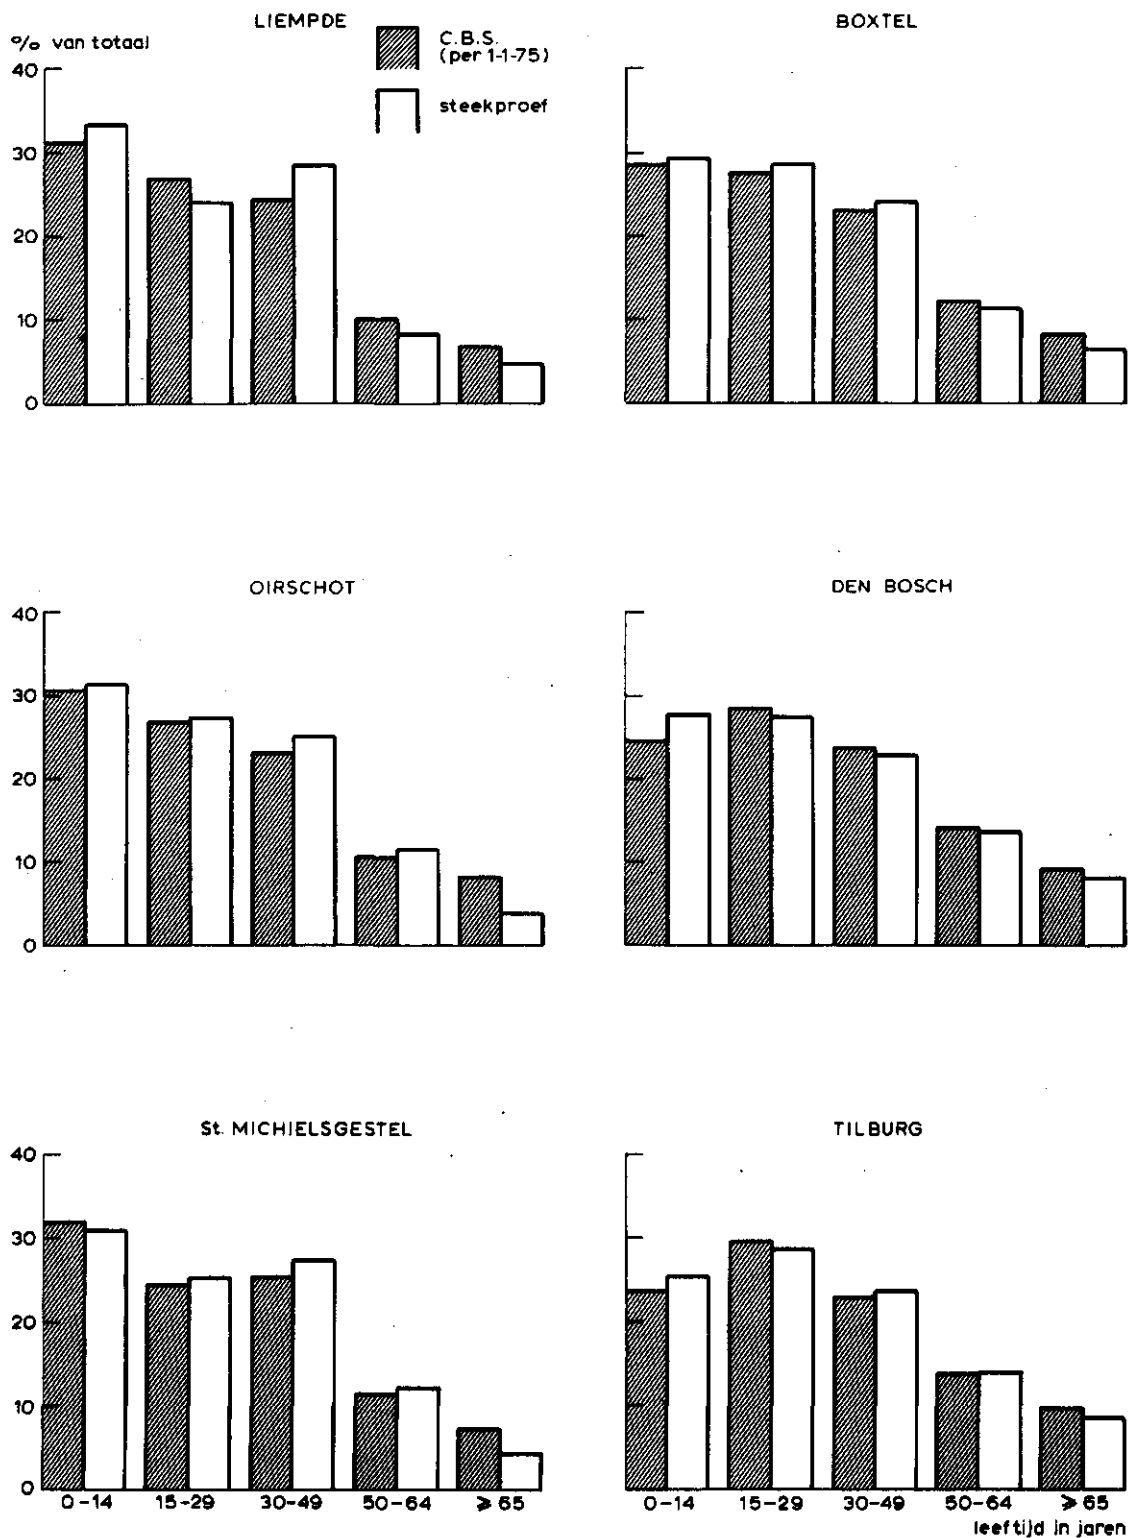 LIEMPDE
% van totaal
C.B.S.
(per 1-1-75)
steekproef
40
30
20
10
0
BOXTEL
OIRSCHOT
40
30
20
10
0
DEN BOSCH
St. MICHIELSGESTEL
40
30
20
10
0
0-14 15-29 30-49 50-64 ⩾ 65
TILBURG
0-14 15-29 30-49 50-64 ⩾ 65
leeftijd in jaren